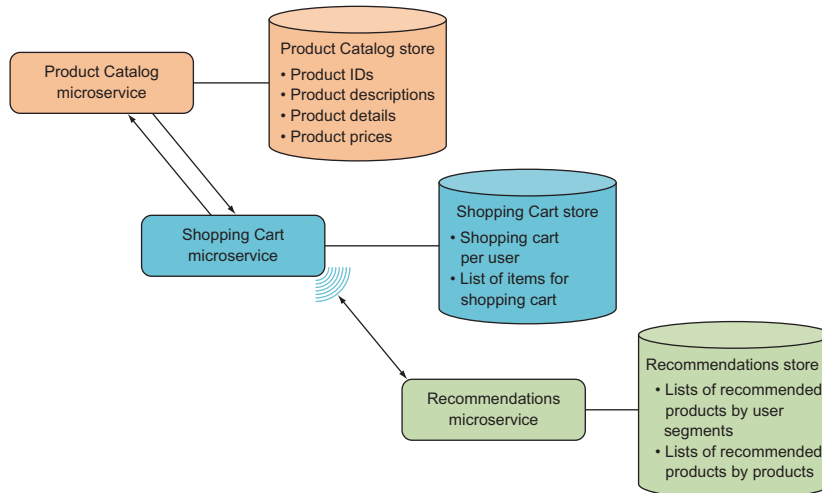 Product Catalog store
Product Catalog
microservice
• Product IDs
• Product descriptions
• Product details
• Product prices
Shopping Cart store
Shopping Cart
microservice
• Shopping cart
per user
• List of items for
shopping cart
Recommendations store
Recommendations
microservice
• Lists of recommended
products by user
segments
• Lists of recommended
products by products